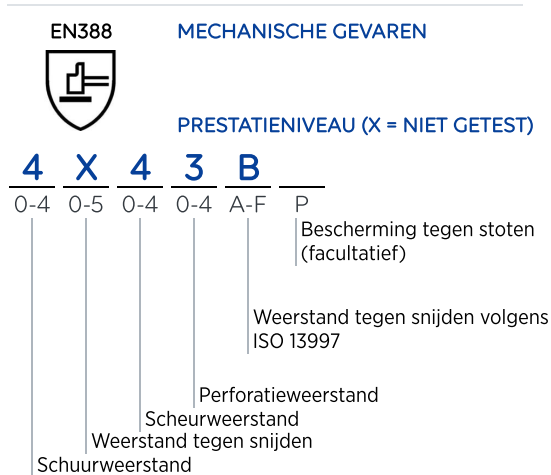 EN388 MECHANISCHE GEVAREN
PRESTATIENIVEAU (X = NIET GETEST)
4 X 4 3 B
0-4 0-5 0-4 0-4 A-F P
Bescherming tegen stoten
(facultatief)
Weerstand tegen snijden volgens
ISO 13997
Perforatieweerstand
Scheurweerstand
Weerstand tegen snijden
Schuurweerstand